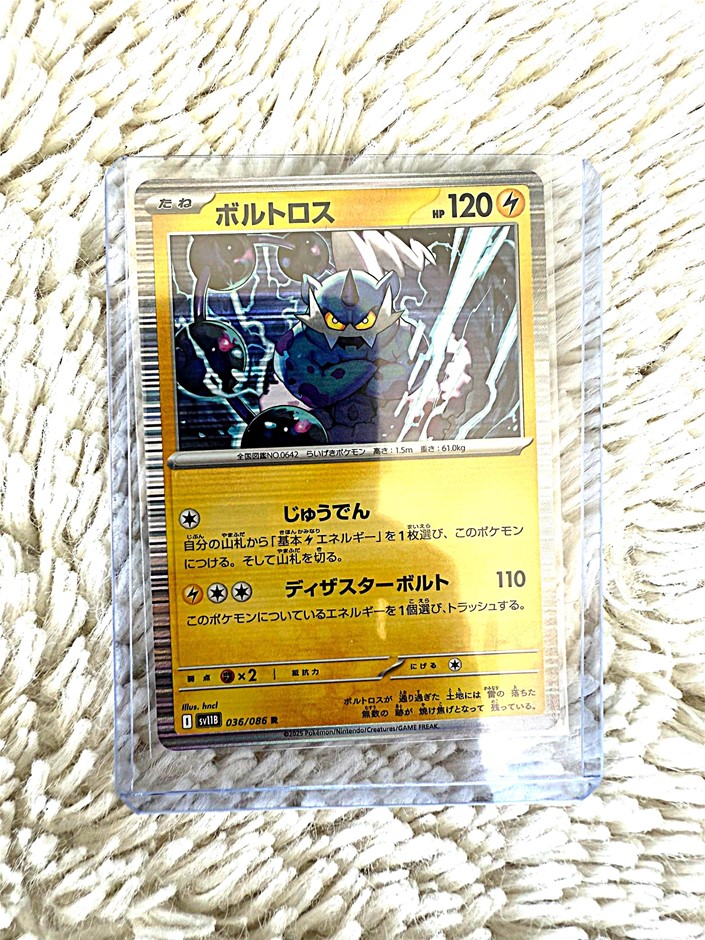 たね ボルトロス HP 120
全国図鑑NO.0642 らいげきポケモン 高さ:1.5m 重さ:61.0kg
じゅうでん
自分の山札から「基本エネルギー」を1枚選び、このポケモン
につける。そして山札を切る。
ディザスターボルト 110
このポケモンについているエネルギーを1個選び、トラッシュする。
弱点 ×2 抵抗力 にげる
Illus. hncl
ボルトロスが 通り過ぎた 土地には 雷の 落ちた
無数の 跡が 焼け焦げとなって 残っている。
I sv11B 036/086 R
©2025 Pokémon/Nintendo/Creatures/GAME FREAK.